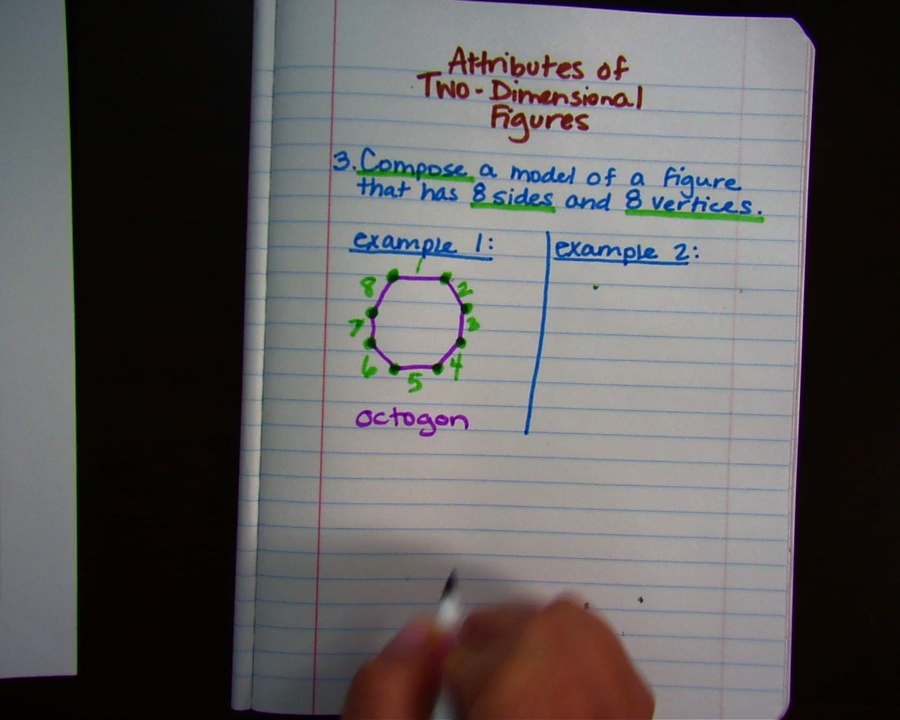 Attributes of
Two-Dimensional
Figures
3. Compose a model of a figure
that has 8 sides and 8 vertices.
example 1:
example 2:
1
8
2
7
3
6
4
5
octogon